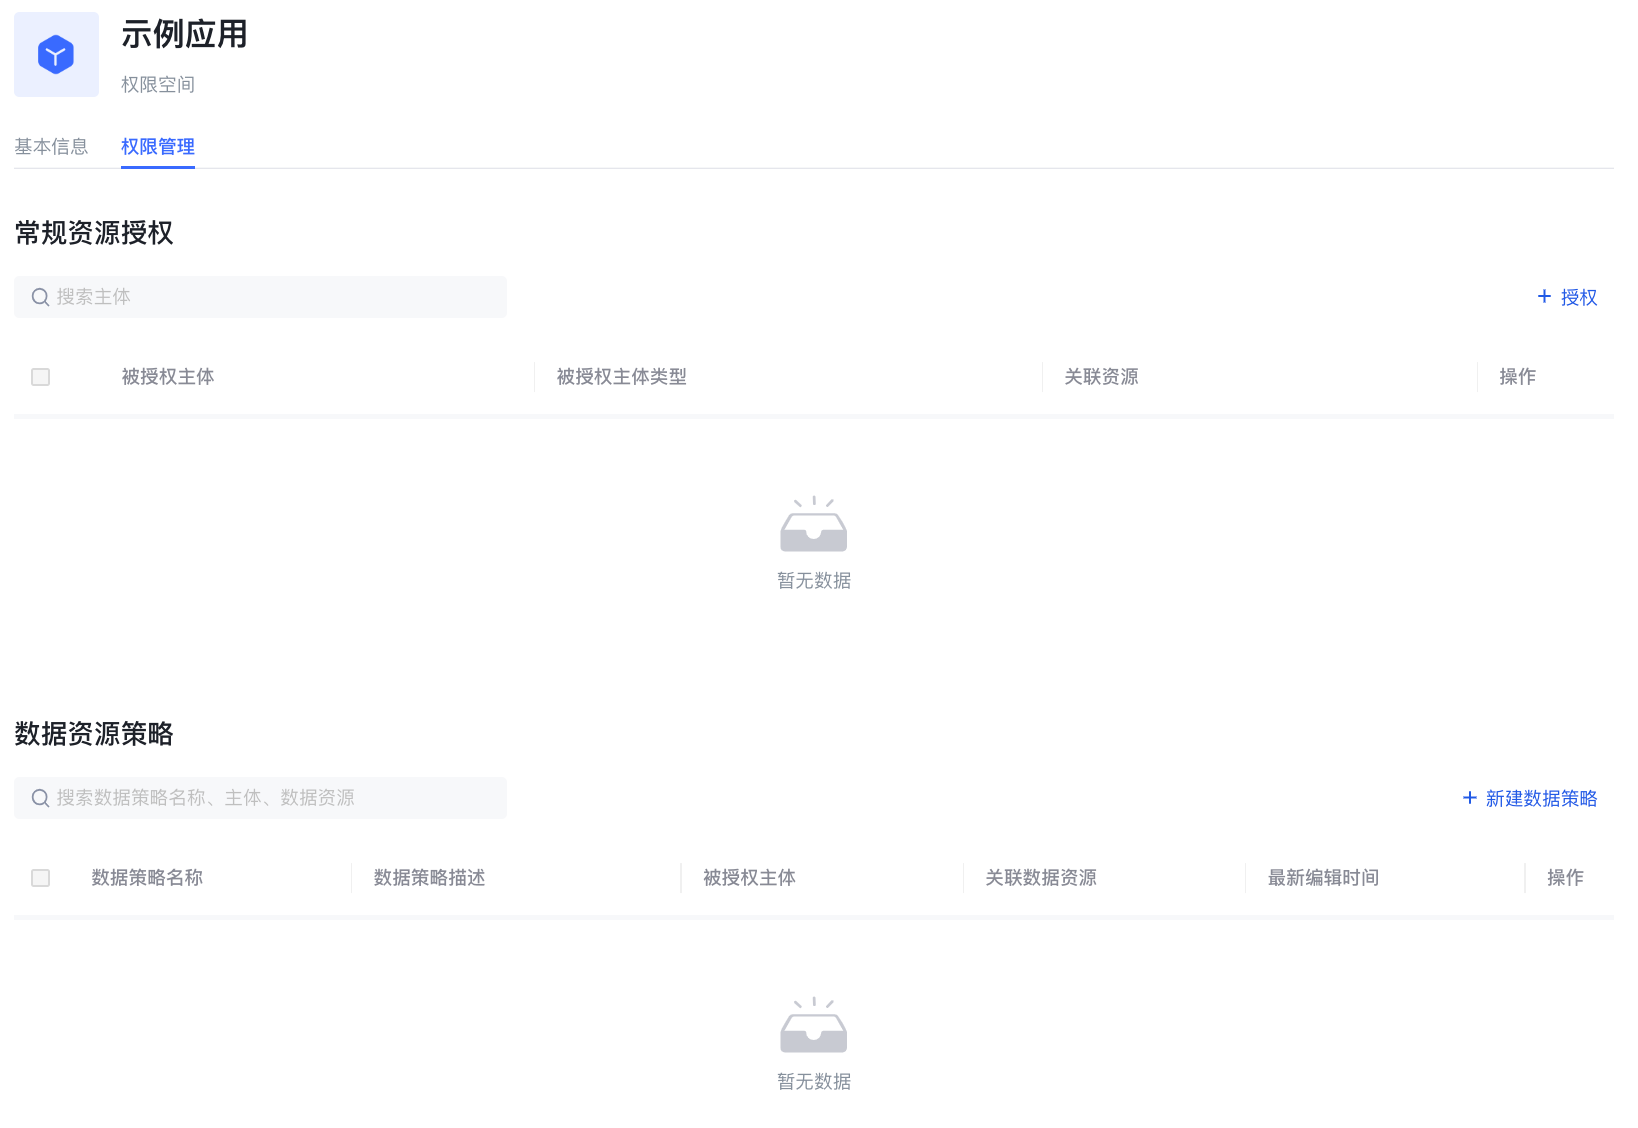 示例应用
权限空间
基本信息 权限管理
常规资源授权
搜索主体 + 授权
被授权主体 被授权主体类型 关联资源 操作
暂无数据
数据资源策略
搜索数据策略名称、主体、数据资源 + 新建数据策略
数据策略名称 数据策略描述 被授权主体 关联数据资源 最新编辑时间 操作
暂无数据